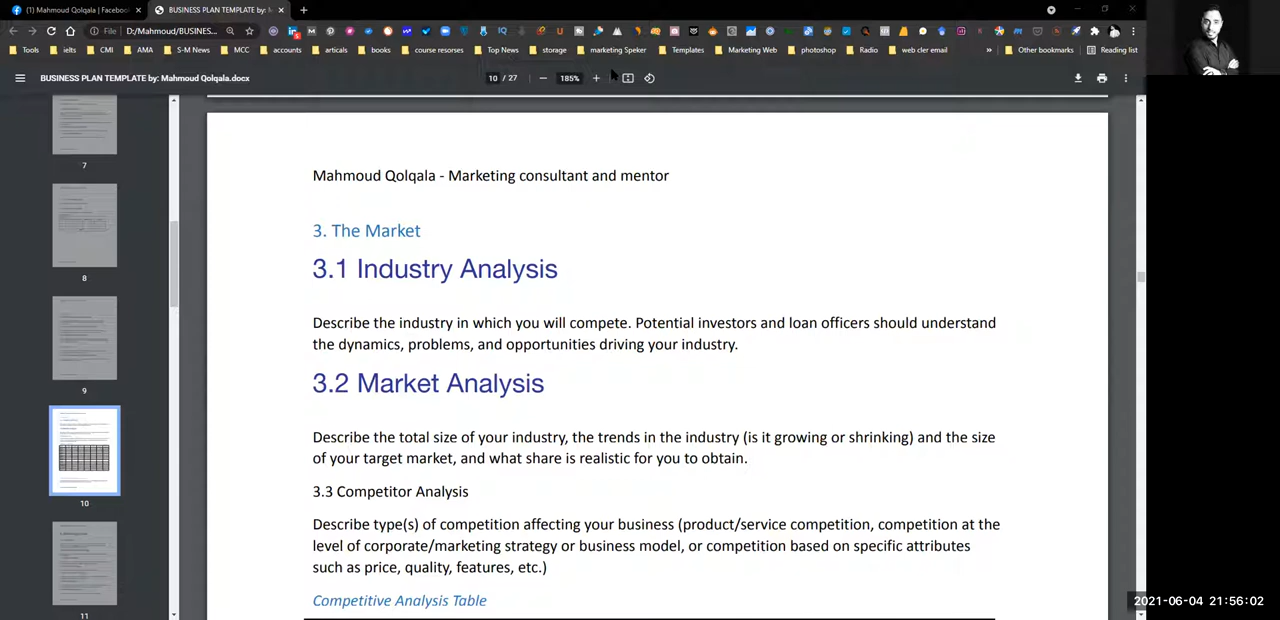 (1) Mahmoud Qolqala | Facebo
BUSINESS PLAN TEMPLATE by: M
File
D:/Mahmoud/BUSINES...
Tools
ielts
CMI
AMA
S-M News
MCC
accounts
articals
books
course resorses
Top News
storage
marketing Speker
Templates
Marketing Web
photoshop
Radio
web cler email
»
Other bookmarks
Reading list
BUSINESS PLAN TEMPLATE by: Mahmoud Qolqala.docx
10 / 27
185%
7
8
9
10
11
Mahmoud Qolqala - Marketing consultant and mentor
3. The Market
3.1 Industry Analysis
Describe the industry in which you will compete. Potential investors and loan officers should understand
the dynamics, problems, and opportunities driving your industry.
3.2 Market Analysis
Describe the total size of your industry, the trends in the industry (is it growing or shrinking) and the size
of your target market, and what share is realistic for you to obtain.
3.3 Competitor Analysis
Describe type(s) of competition affecting your business (product/service competition, competition at the
level of corporate/marketing strategy or business model, or competition based on specific attributes
such as price, quality, features, etc.)
Competitive Analysis Table
2021-06-04 21:56:02